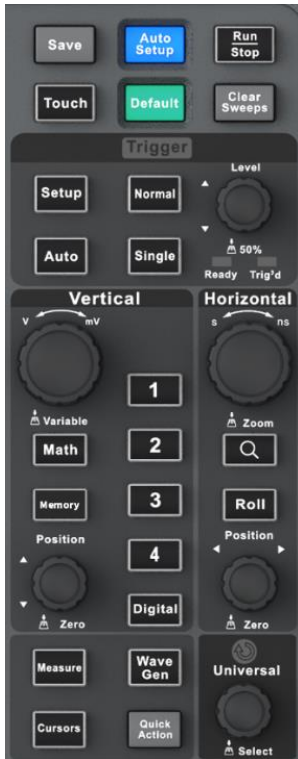 Save
Auto
Setup
Run
Stop
Touch
Default
Clear
Sweeps
Trigger
Setup
Normal
Level
Auto
Single
50%
Ready Trig'd
Vertical
V mV
Variable
1
Math
2
Memory
3
Position
4
Zero
Digital
Horizontal
s ns
Zoom
Roll
Position
Zero
Measure
Wave
Gen
Cursors
Quick
Action
Universal
Select